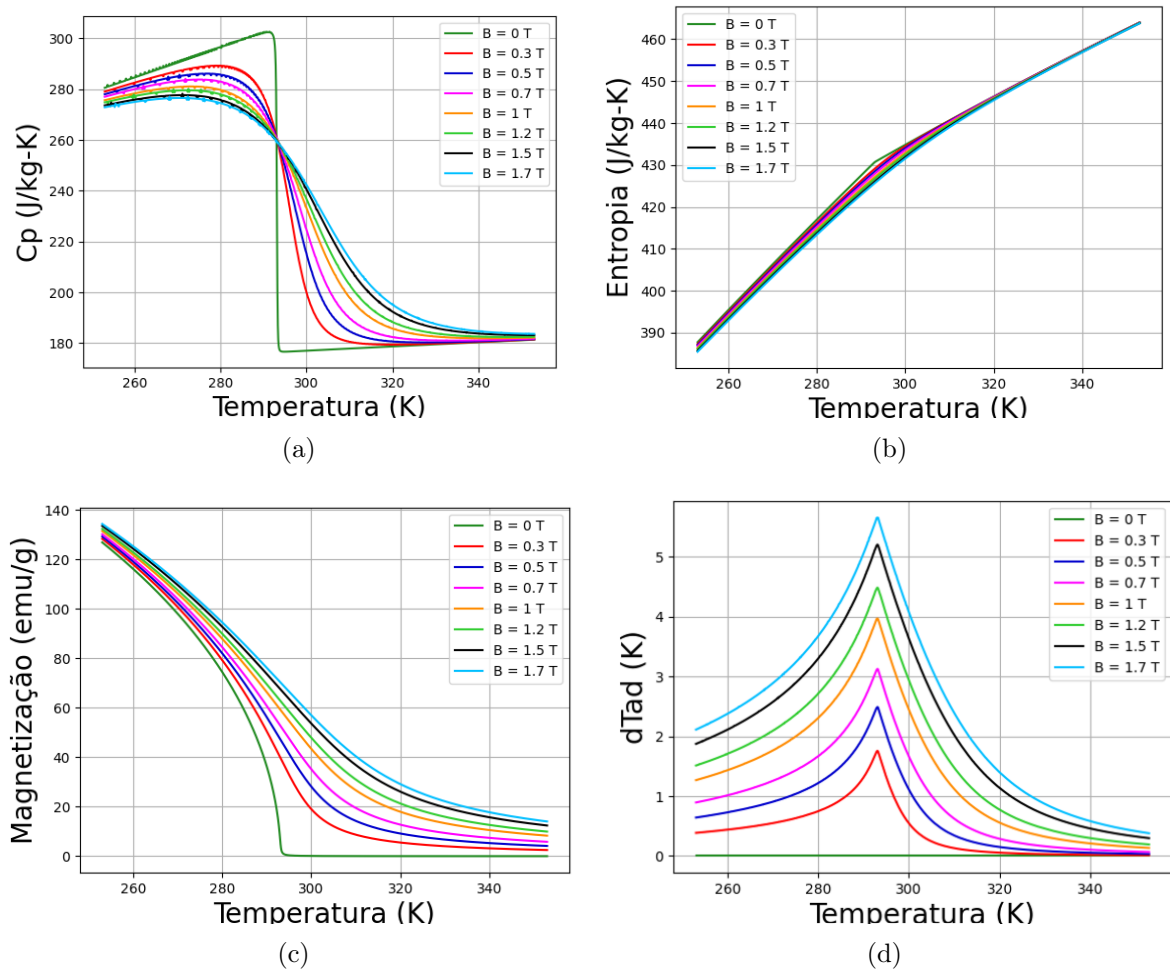 Cp (J/kg-K)
300
280
260
240
220
200
180
260
280
300
320
340
Temperatura (K)
B = 0 T
B = 0.3 T
B = 0.5 T
B = 0.7 T
B = 1 T
B = 1.2 T
B = 1.5 T
B = 1.7 T
(a)
Entropia (J/kg-K)
460
450
440
430
420
410
400
390
260
280
300
320
340
Temperatura (K)
B = 0 T
B = 0.3 T
B = 0.5 T
B = 0.7 T
B = 1 T
B = 1.2 T
B = 1.5 T
B = 1.7 T
(b)
Magnetização (emu/g)
140
120
100
80
60
40
20
0
260
280
300
320
340
Temperatura (K)
B = 0 T
B = 0.3 T
B = 0.5 T
B = 0.7 T
B = 1 T
B = 1.2 T
B = 1.5 T
B = 1.7 T
(c)
dTad (K)
5
4
3
2
1
0
260
280
300
320
340
Temperatura (K)
B = 0 T
B = 0.3 T
B = 0.5 T
B = 0.7 T
B = 1 T
B = 1.2 T
B = 1.5 T
B = 1.7 T
(d)